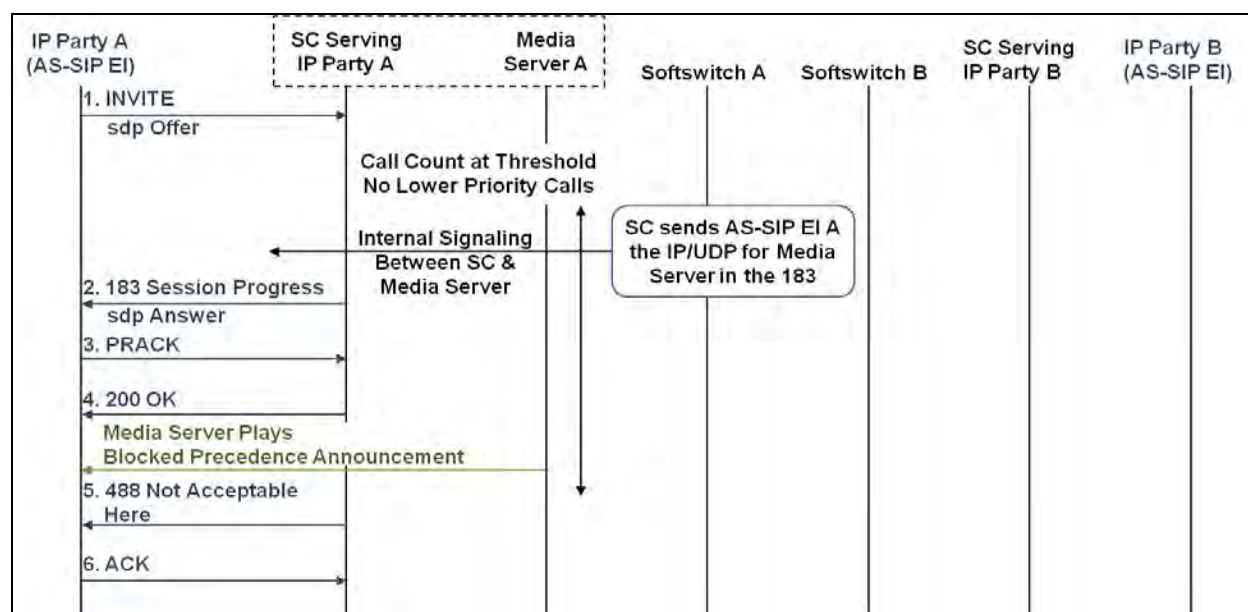 IP Party A
(AS-SIP EI)
SC Serving
IP Party A
Media
Server A
Softswitch A
Softswitch B
SC Serving
IP Party B
IP Party B
(AS-SIP EI)
1. INVITE
sdp Offer
Call Count at Threshold
No Lower Priority Calls
SC sends AS-SIP EI A
the IP/UDP for Media
Server in the 183
Internal Signaling
Between SC &
Media Server
2. 183 Session Progress
sdp Answer
3. PRACK
4. 200 OK
Media Server Plays
Blocked Precedence Announcement
5. 488 Not Acceptable
Here
6. ACK